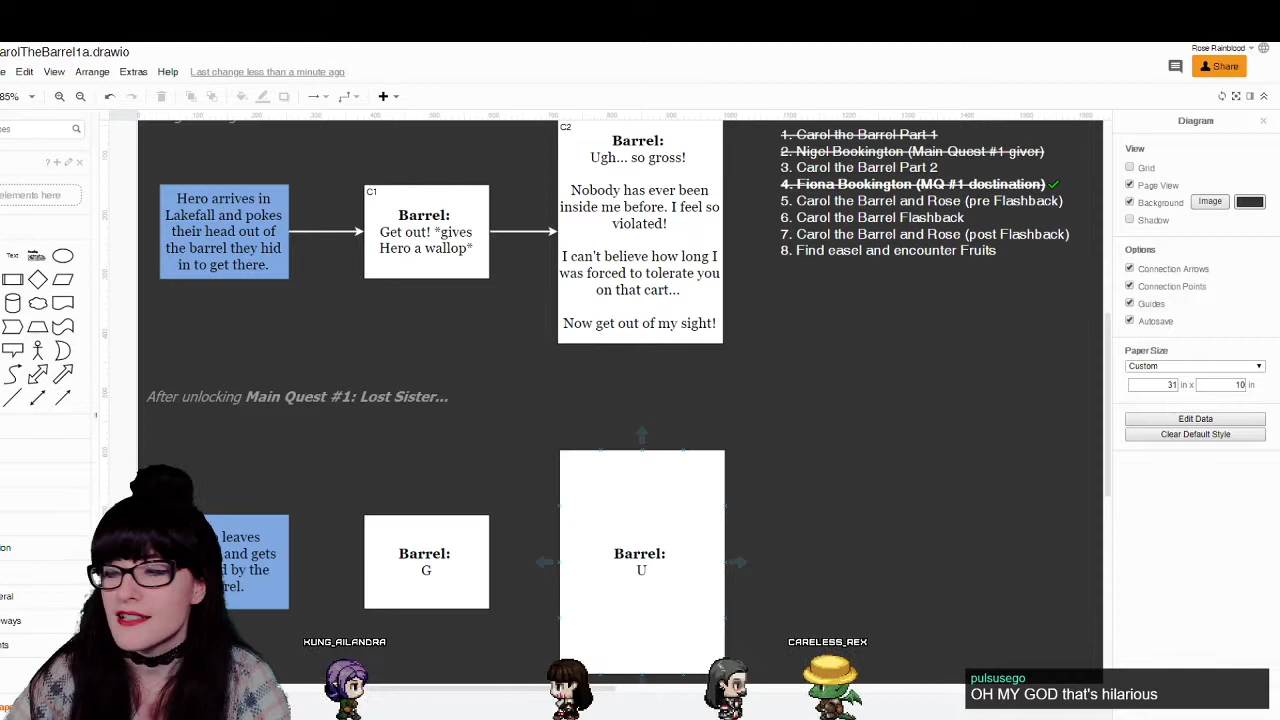 arolTheBarrel1a.drawio
Rose Rainblood
Edit View Arrange Extras Help Last change less than a minute ago
Share
85%
Diagram
View
Grid
Page View
Background Image
Shadow
Options
Connection Arrows
Connection Points
Guides
Autosave
Paper Size
Custom
31 in x 10 in
Edit Data
Clear Default Style
elements here
Text
C1
C2
Hero arrives in
Lakefall and pokes
their head out of
the barrel they hid
in to get there.
Barrel:
Get out! *gives
Hero a wallop*
Barrel:
Ugh... so gross!
Nobody has ever been
inside me before. I feel so
violated!
I can't believe how long I
was forced to tolerate you
on that cart...
Now get out of my sight!
1. Carol the Barrel Part 1
2. Nigel Bookington (Main Quest #1 giver)
3. Carol the Barrel Part 2
4. Fiona Bookington (MQ #1 destination)
5. Carol the Barrel and Rose (pre Flashback)
6. Carol the Barrel Flashback
7. Carol the Barrel and Rose (post Flashback)
8. Find easel and encounter Fruits
After unlocking Main Quest #1: Lost Sister...
leaves
and gets
by the
Barrel:
G
Barrel:
U
KUNG_AILANDRA
CARELESS_REX
pulsusego
OH MY GOD that's hilarious